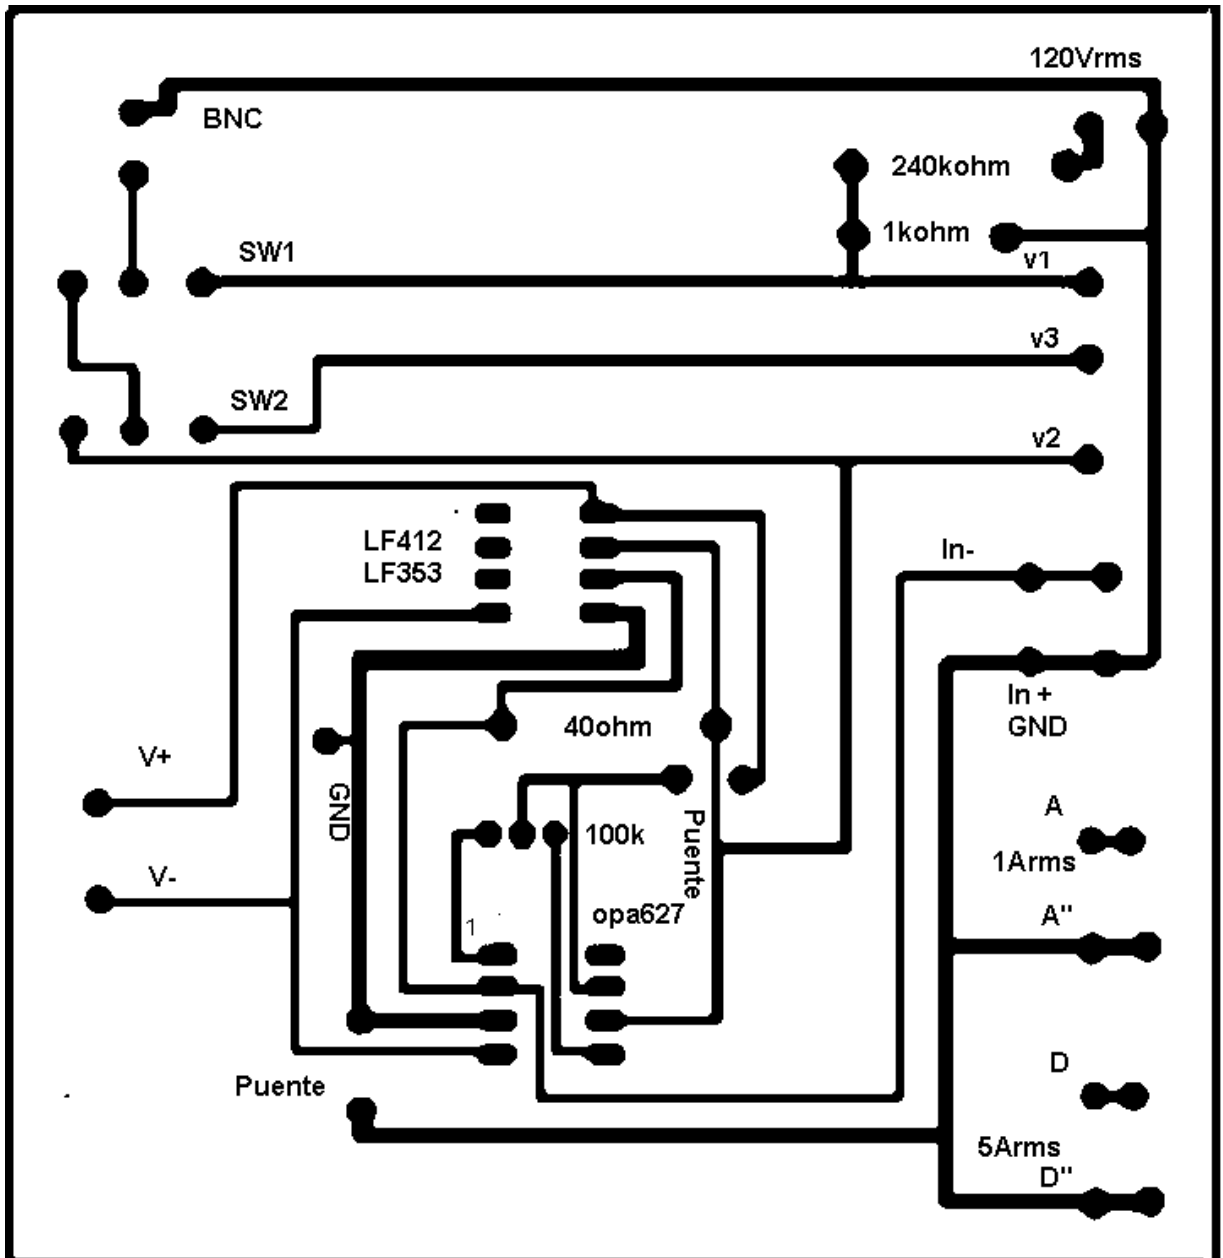 120Vrms
BNC
240kohm
1kohm
SW1
v1
v3
SW2
v2
LF412
LF353
In-
In +
GND
40ohm
V+
GND
Puente
A
100k
1Arms
V-
opa627
A"
1
D
Puente
5Arms
D"